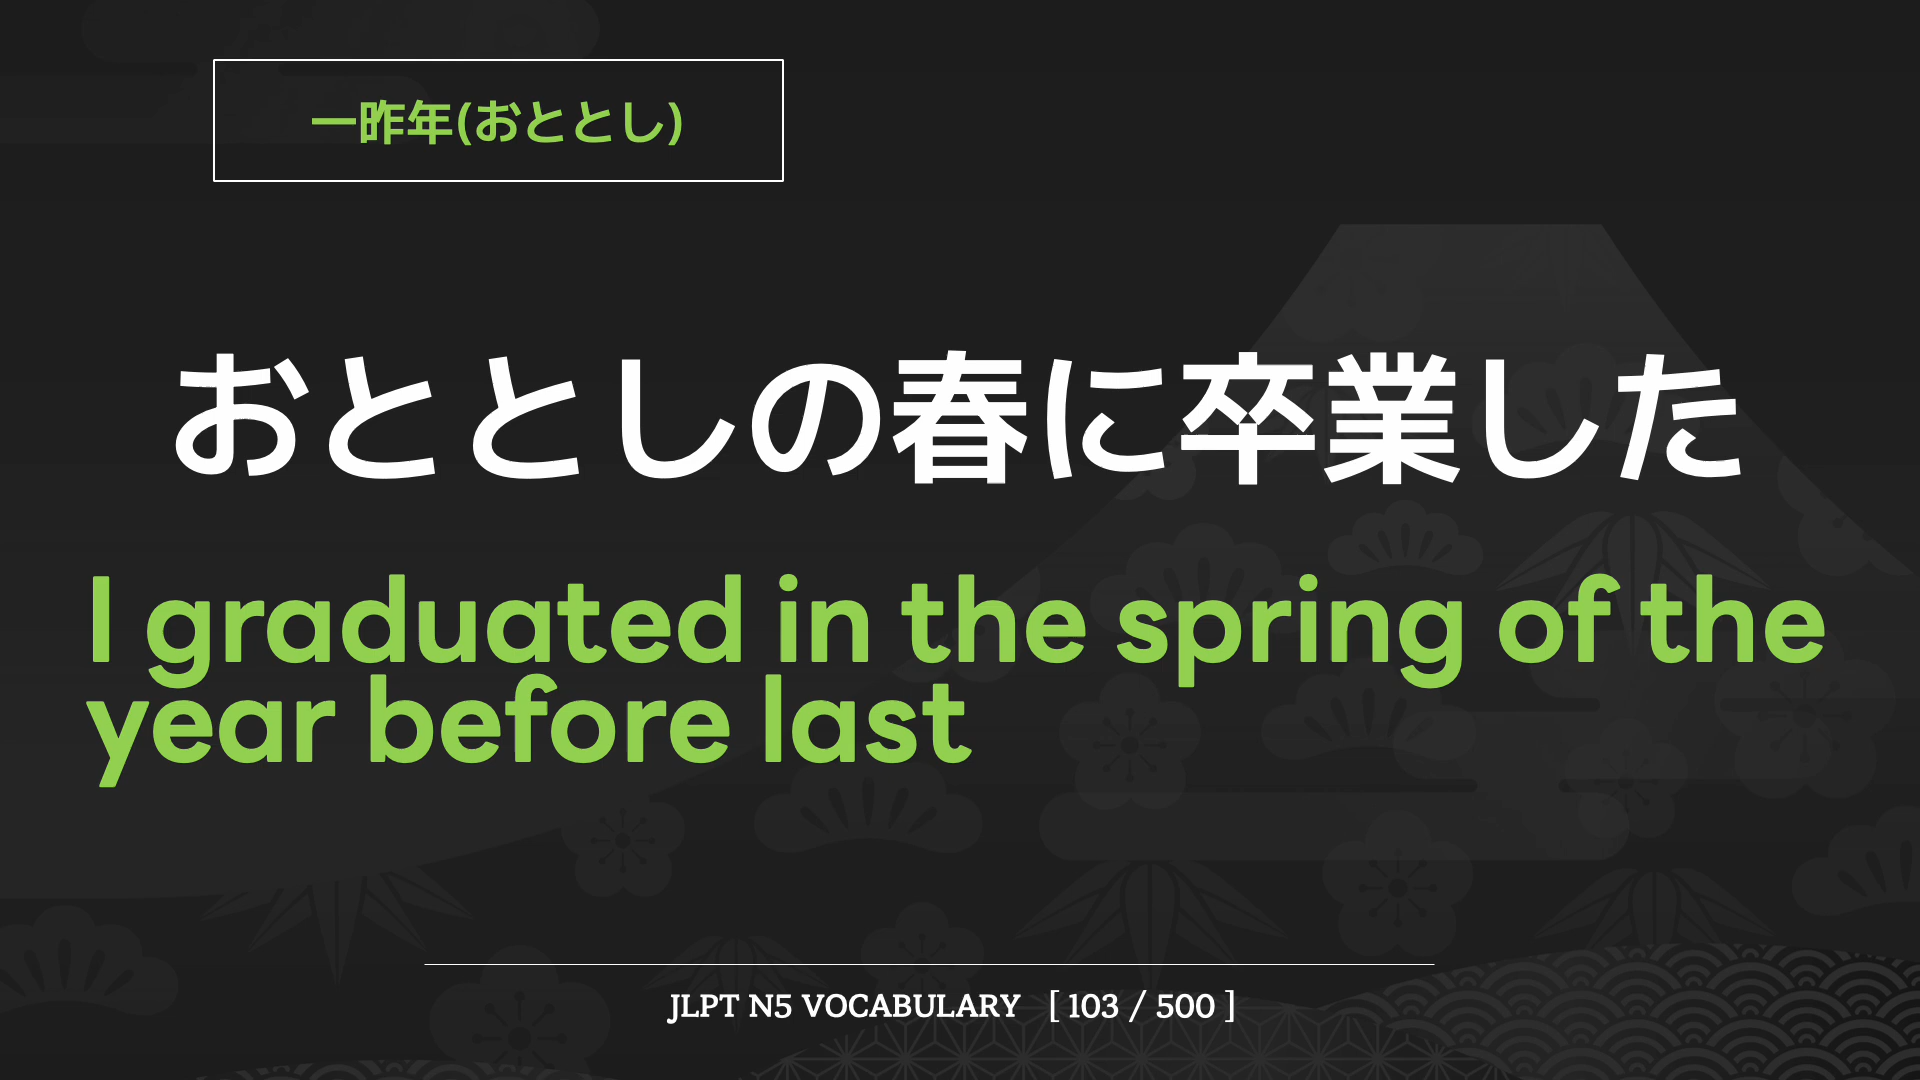 一昨年(おととし)
おととしの春に卒業した
I graduated in the spring of the
year before last
JLPT N5 VOCABULARY [ 103 / 500 ]